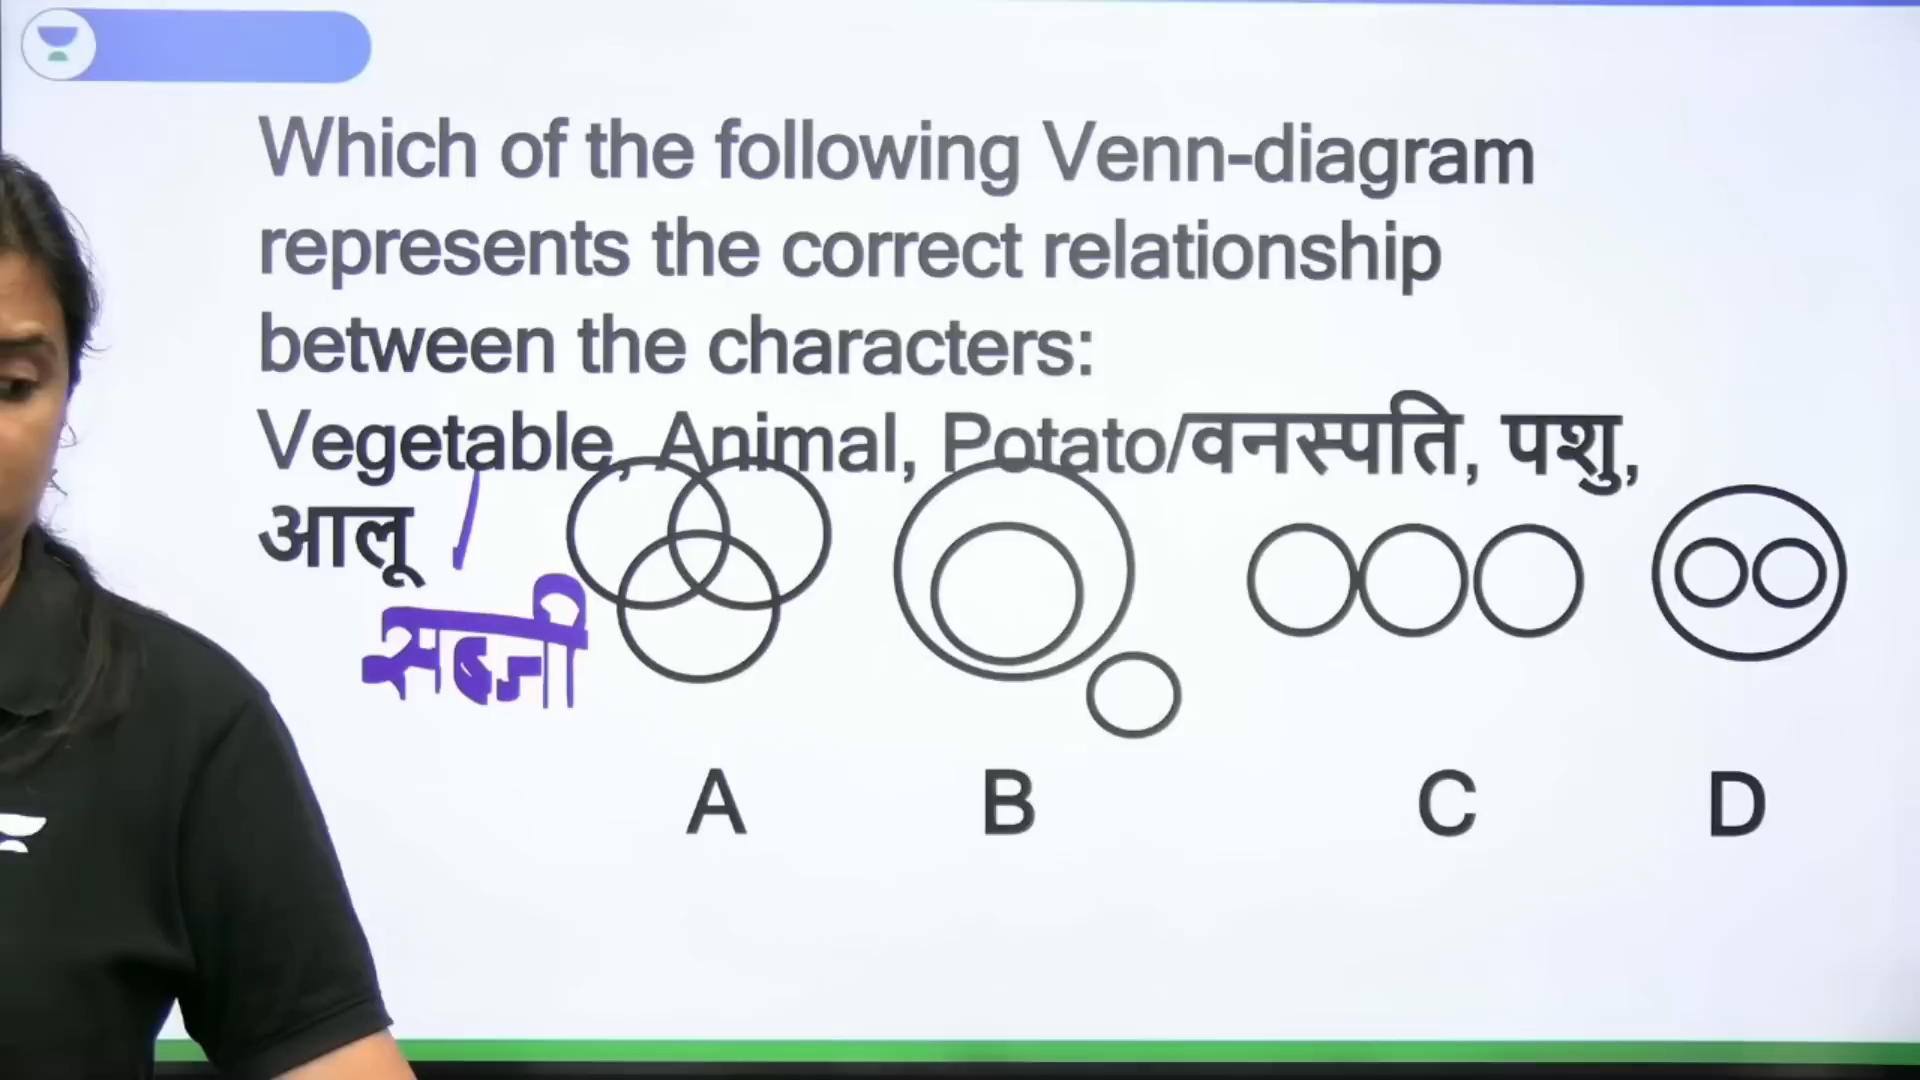 Which of the following Venn-diagram
represents the correct relationship
between the characters:
Vegetable, Animal, Potato/वनस्पति, पशु,
आलू
सब्जी
A B C D